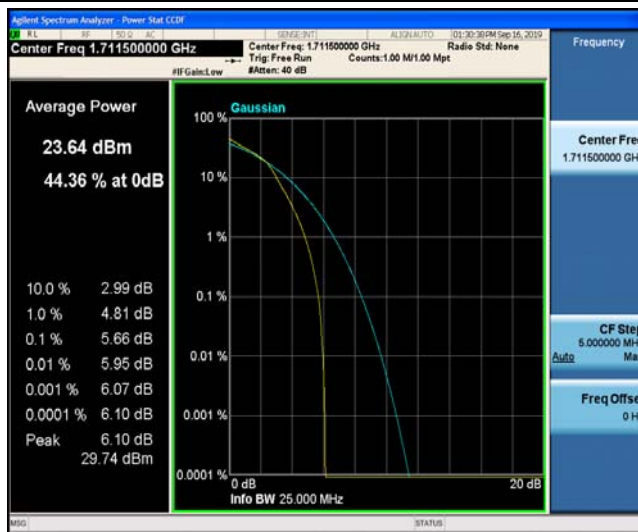 Agilent Spectrum Analyzer - Power Stat CCDF
RL RF 50 Ω AC SENSE:INT ALIGN AUTO 01:30:38 PM Sep 16, 2019
Center Freq 1.711500000 GHz
Center Freq: 1.711500000 GHz Radio Std: None
Trig: Free Run Counts:1.00 M/1.00 Mpt
#IFGain:Low #Atten: 40 dB
Frequency
Average Power
23.64 dBm
44.36 % at 0dB
10.0 % 2.99 dB
1.0 % 4.81 dB
0.1 % 5.66 dB
0.01 % 5.95 dB
0.001 % 6.07 dB
0.0001 % 6.10 dB
Peak 6.10 dB
29.74 dBm
Gaussian
100 %
10 %
1 %
0.1 %
0.01 %
0.001 %
0.0001 %
0 dB 20 dB
Info BW 25.000 MHz
Center Fre
1.711500000 GH
CF Ste
5.000000 MH
Auto Ma
Freq Offse
0 H
MSG STATUS